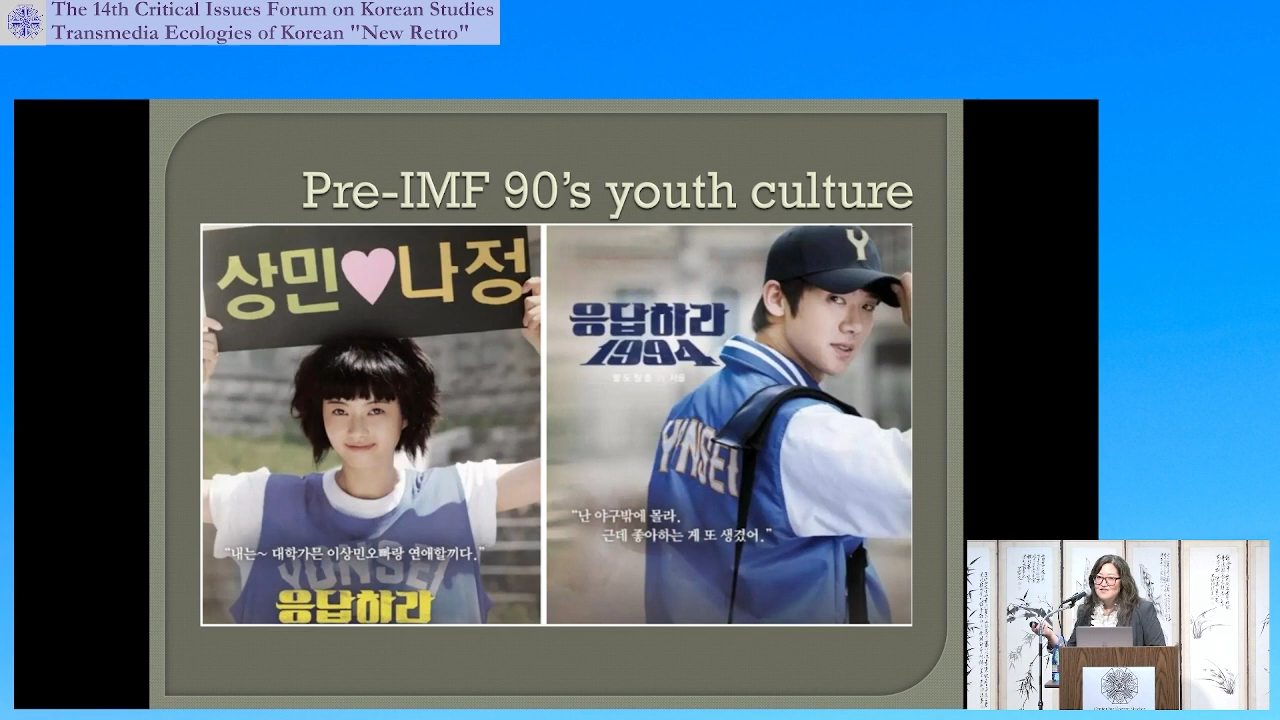 The 14th Critical Issues Forum on Korean Studies
Transmedia Ecologies of Korean "New Retro"
Pre-IMF 90's youth culture
상민♥나정
"내는~ 대학가믄 이상민오빠랑 연애할끼다."
YONSEI
응답하라
Y
응답하라
1994
YONSEI
"난 야구밖에 몰라.
근데 좋아하는 게 또 생겼어."